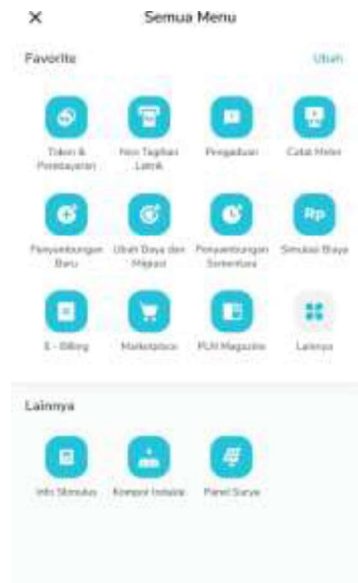 Semua Menu
Favorite Ubah
Token &
Pembayaran
Non Tagihan
Listrik
Pengaduan
Catat Meter
Penyambungan
Baru
Ubah Daya dan
Migrasi
Penyambungan
Sementara
Rp
Simulasi Biaya
E - Billing
Marketplace
PLN Magazine
Lainnya
Lainnya
Info Stimulus
Kompor Induksi
Panel Surya